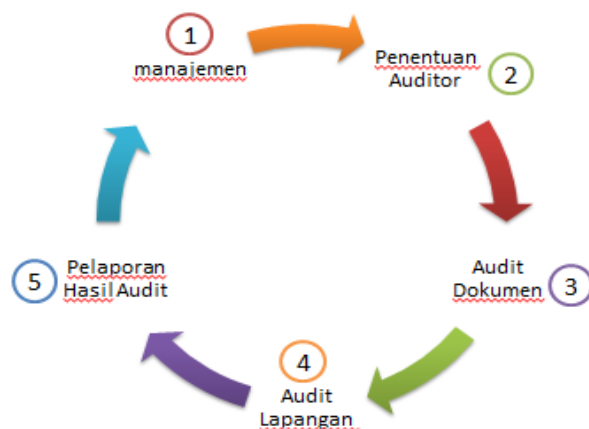 1
manajemen
Penentuan
Auditor
2
Audit
Dokumen
3
4
Audit
Lapangan
5
Pelaporan
Hasil Audit